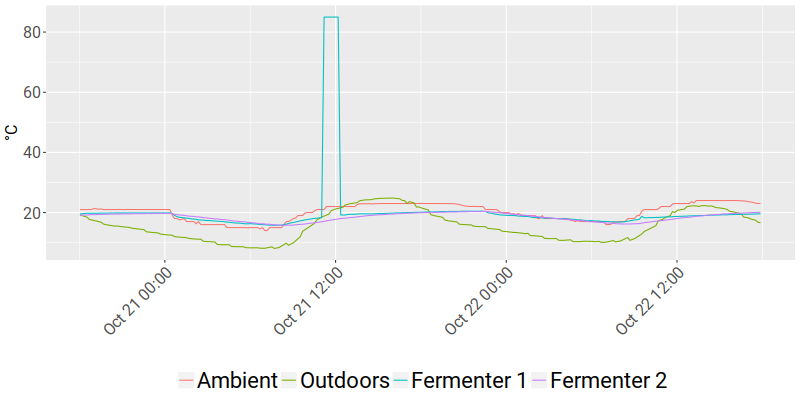 80
60
40
20
°C
Oct 21 00:00
Oct 21 12:00
Oct 22 00:00
Oct 22 12:00
Ambient Outdoors Fermenter 1 Fermenter 2